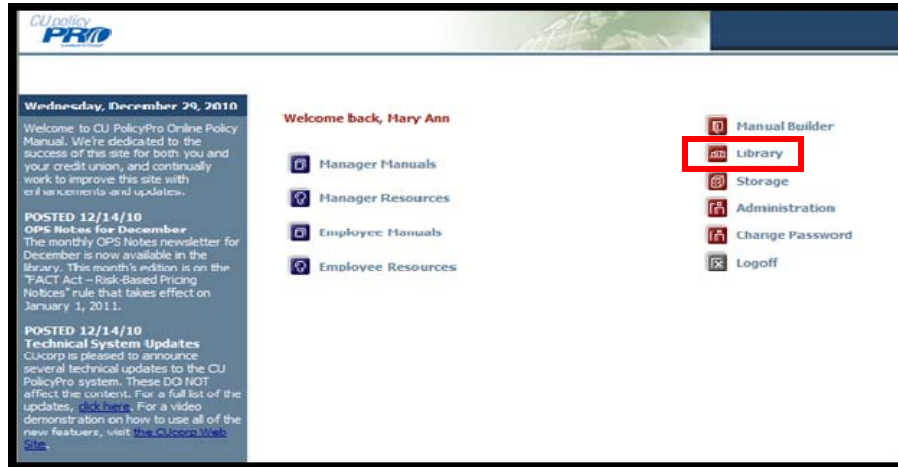 CU policy
PRO
Wednesday, December 29, 2010
Welcome to CU PolicyPro Online Policy
Manual. We're dedicated to the
success of this site for both you and
your credit union, and continually
work to improve this site with
enhancements and updates.
POSTED 12/14/10
OPS Notes for December
The monthly OPS Notes newsletter for
December is now available in the
library. This month's edition is on the
"FACT Act – Risk-Based Pricing
Notices" rule that takes effect on
January 1, 2011.
POSTED 12/14/10
Technical System Updates
CUcorp is pleased to announce
several technical updates to the CU
PolicyPro system. These DO NOT
affect the content. For a full list of the
updates, click here. For a video
demonstration on how to use all of the
new featuers, visit the CUcorp Web
Site.
Welcome back, Mary Ann
Manager Manuals
Manager Resources
Employee Manuals
Employee Resources
Manual Builder
Library
Storage
Administration
Change Password
Logoff